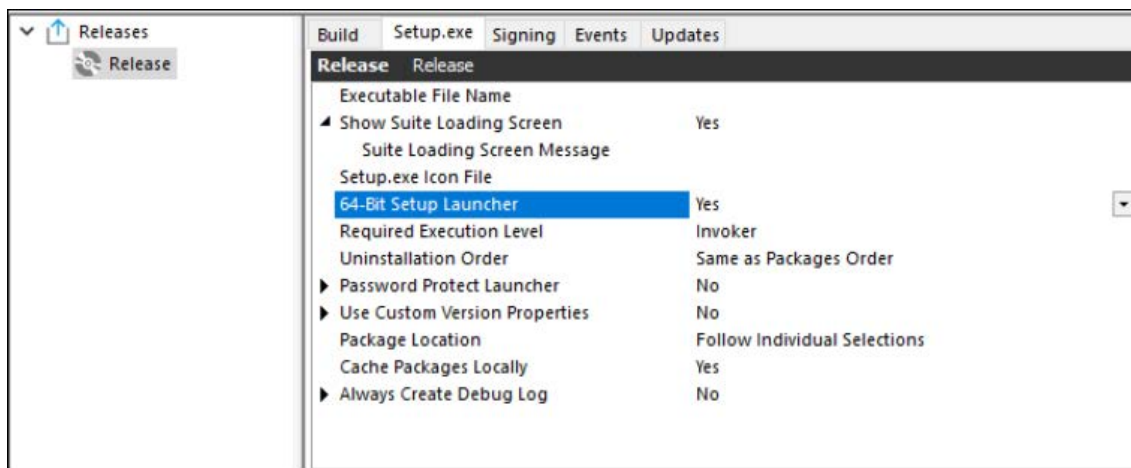 Releases
Release
Build Setup.exe Signing Events Updates
Release Release
Executable File Name
Show Suite Loading Screen Yes
Suite Loading Screen Message
Setup.exe Icon File
64-Bit Setup Launcher Yes
Required Execution Level Invoker
Uninstallation Order Same as Packages Order
Password Protect Launcher No
Use Custom Version Properties No
Package Location Follow Individual Selections
Cache Packages Locally Yes
Always Create Debug Log No